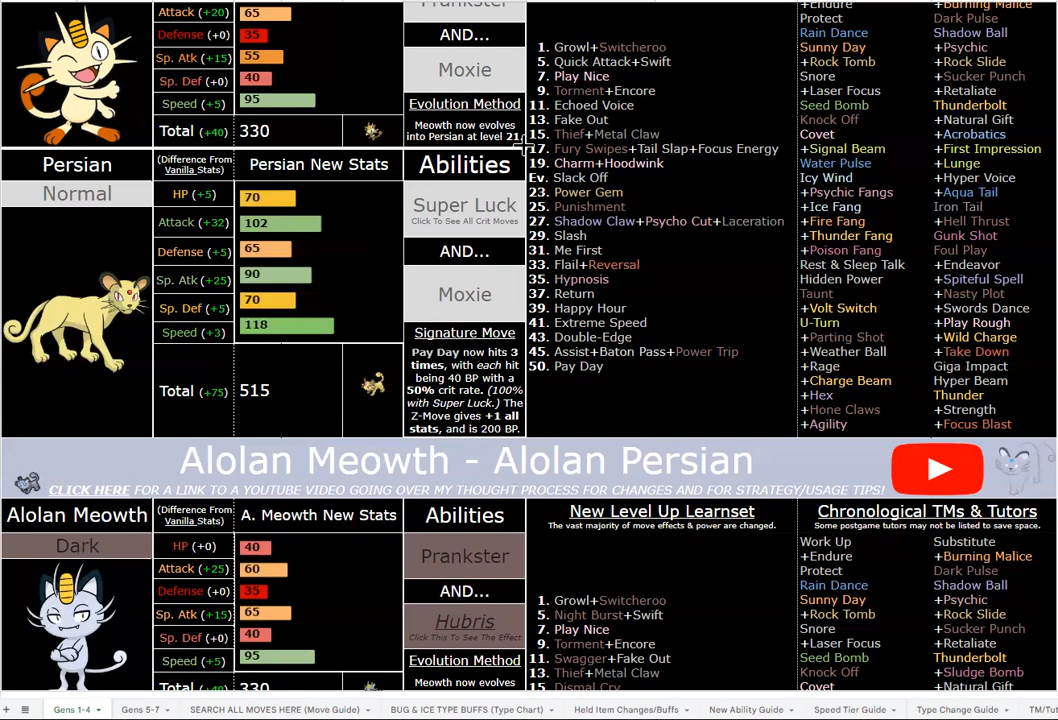 Attack (+20) 65
Defense (+0) 35
Sp. Atk (+15) 55
Sp. Def (+0) 40
Speed (+5) 95
Total (+40) 330
Prankster
AND...
Moxie
Evolution Method
Meowth now evolves
into Persian at level 21.
1. Growl+Switcheroo
5. Quick Attack+Swift
7. Play Nice
9. Torment+Encore
11. Echoed Voice
13. Fake Out
15. Thief+Metal Claw
17. Fury Swipes+Tail Slap+Focus Energy
19. Charm+Hoodwink
Ev. Slack Off
23. Power Gem
25. Punishment
27. Shadow Claw+Psycho Cut+Laceration
29. Slash
31. Me First
33. Flail+Reversal
35. Hypnosis
37. Return
39. Happy Hour
41. Extreme Speed
43. Double-Edge
45. Assist+Baton Pass+Power Trip
50. Pay Day
+Endure +Burning Malice
Protect Dark Pulse
Rain Dance Shadow Ball
Sunny Day +Psychic
+Rock Tomb +Rock Slide
Snore +Sucker Punch
+Laser Focus +Retaliate
Seed Bomb Thunderbolt
Knock Off +Natural Gift
Covet +Acrobatics
+Signal Beam +First Impression
Water Pulse +Lunge
Icy Wind +Hyper Voice
+Psychic Fangs +Aqua Tail
+Ice Fang Iron Tail
+Fire Fang +Hell Thrust
+Thunder Fang Gunk Shot
+Poison Fang Foul Play
Rest & Sleep Talk +Endeavor
Hidden Power +Spiteful Spell
Taunt +Nasty Plot
+Volt Switch +Swords Dance
U-Turn +Play Rough
+Parting Shot +Wild Charge
+Weather Ball +Take Down
+Rage Giga Impact
+Charge Beam Hyper Beam
+Hex Thunder
+Hone Claws +Strength
+Agility +Focus Blast
Persian
Normal
(Difference From
Vanilla Stats)
Persian New Stats
Abilities
HP (+5) 70
Attack (+32) 102
Defense (+5) 65
Sp. Atk (+25) 90
Sp. Def (+5) 70
Speed (+3) 118
Total (+75) 515
Super Luck
Click To See All Crit Moves
AND...
Moxie
Signature Move
Pay Day now hits 3
times, with each hit
being 40 BP with a
50% crit rate. (100%
with Super Luck.) The
Z-Move gives +1 all
stats, and is 200 BP.
Alolan Meowth - Alolan Persian
CLICK HERE FOR A LINK TO A YOUTUBE VIDEO GOING OVER MY THOUGHT PROCESS FOR CHANGES AND FOR STRATEGY/USAGE TIPS!
Alolan Meowth
Dark
(Difference From
Vanilla Stats)
A. Meowth New Stats
Abilities
HP (+0) 40
Attack (+25) 60
Defense (+0) 35
Sp. Atk (+15) 65
Sp. Def (+0) 40
Speed (+5) 95
Total (+40) 330
Prankster
AND...
Hubris
Click This To See The Effect
Evolution Method
Meowth now evolves
New Level Up Learnset
The vast majority of move effects & power are changed.
1. Growl+Switcheroo
5. Night Burst+Swift
7. Play Nice
9. Torment+Encore
11. Swagger+Fake Out
13. Thief+Metal Claw
15. Dismal Cry
Chronological TMs & Tutors
Some postgame tutors may not be listed to save space.
Work Up Substitute
+Endure +Burning Malice
Protect Dark Pulse
Rain Dance Shadow Ball
Sunny Day +Psychic
+Rock Tomb +Rock Slide
Snore +Sucker Punch
+Laser Focus +Retaliate
Seed Bomb Thunderbolt
Knock Off +Sludge Bomb
Covet +Natural Gift
Gens 1-4
Gens 5-7
SEARCH ALL MOVES HERE (Move Guide)
BUG & ICE TYPE BUFFS (Type Chart)
Held Item Changes/Buffs
New Ability Guide
Speed Tier Guide
Type Change Guide
TM/Tut